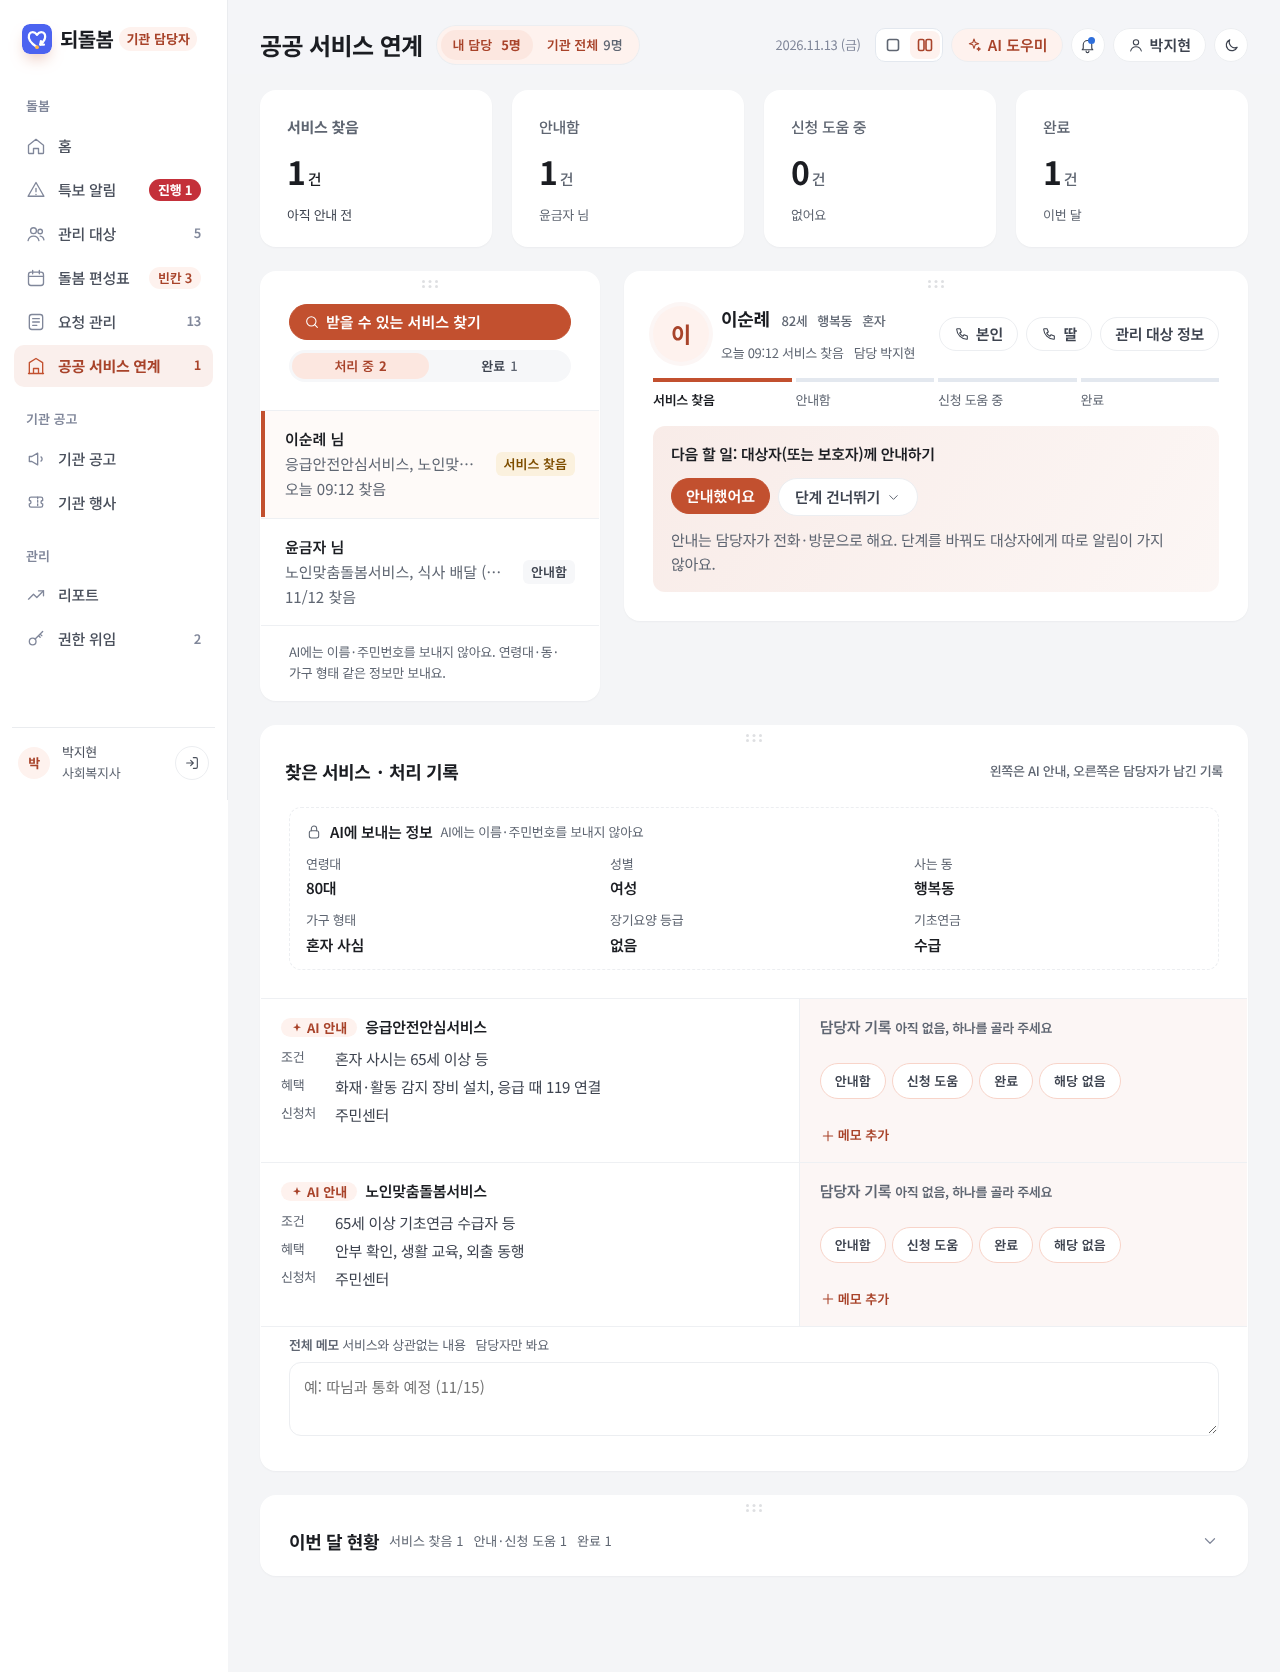 되돌봄 기관 담당자
돌봄
홈
특보 알림 진행 1
관리 대상 5
돌봄 편성표 빈칸 3
요청 관리 13
공공 서비스 연계 1
기관 공고
기관 공고
기관 행사
관리
리포트
권한 위임 2
박 박지현
사회복지사
공공 서비스 연계 내 담당 5명 기관 전체 9명
2026.11.13 (금) AI 도우미 박지현
서비스 찾음
1건
아직 안내 전
안내함
1건
윤금자 님
신청 도움 중
0건
없어요
완료
1건
이번 달
받을 수 있는 서비스 찾기
처리 중 2 완료 1
이순례 님
응급안전안심서비스, 노인맞… 서비스 찾음
오늘 09:12 찾음
윤금자 님
노인맞춤돌봄서비스, 식사 배달 (… 안내함
11/12 찾음
AI에는 이름·주민번호를 보내지 않아요. 연령대·동·
가구 형태 같은 정보만 보내요.
이 이순례 82세 행복동 혼자
오늘 09:12 서비스 찾음 담당 박지현
본인 딸 관리 대상 정보
서비스 찾음 안내함 신청 도움 중 완료
다음 할 일: 대상자(또는 보호자)께 안내하기
안내했어요 단계 건너뛰기
안내는 담당자가 전화·방문으로 해요. 단계를 바꿔도 대상자에게 따로 알림이 가지
않아요.
찾은 서비스 · 처리 기록 왼쪽은 AI 안내, 오른쪽은 담당자가 남긴 기록
AI에 보내는 정보 AI에는 이름·주민번호를 보내지 않아요
연령대 성별 사는 동
80대 여성 행복동
가구 형태 장기요양 등급 기초연금
혼자 사심 없음 수급
AI 안내 응급안전안심서비스
조건 혼자 사시는 65세 이상 등
혜택 화재·활동 감지 장비 설치, 응급 때 119 연결
신청처 주민센터
담당자 기록 아직 없음, 하나를 골라 주세요
안내함 신청 도움 완료 해당 없음
메모 추가
AI 안내 노인맞춤돌봄서비스
조건 65세 이상 기초연금 수급자 등
혜택 안부 확인, 생활 교육, 외출 동행
신청처 주민센터
담당자 기록 아직 없음, 하나를 골라 주세요
안내함 신청 도움 완료 해당 없음
메모 추가
전체 메모 서비스와 상관없는 내용 담당자만 봐요
예: 따님과 통화 예정 (11/15)
이번 달 현황 서비스 찾음 1 안내·신청 도움 1 완료 1